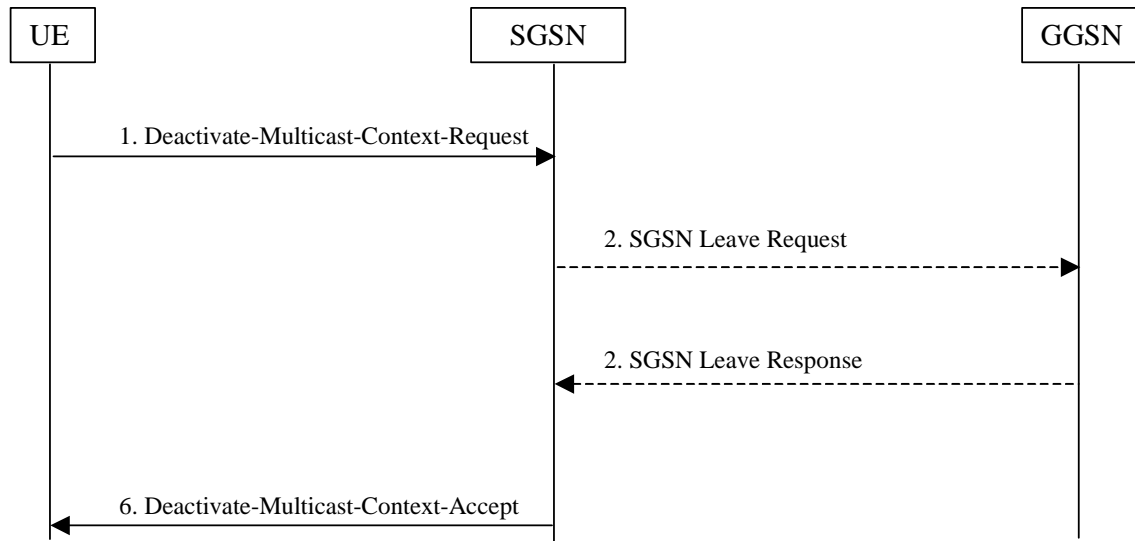 UE
SGSN
GGSN
1. Deactivate-Multicast-Context-Request
2. SGSN Leave Request
2. SGSN Leave Response
6. Deactivate-Multicast-Context-Accept